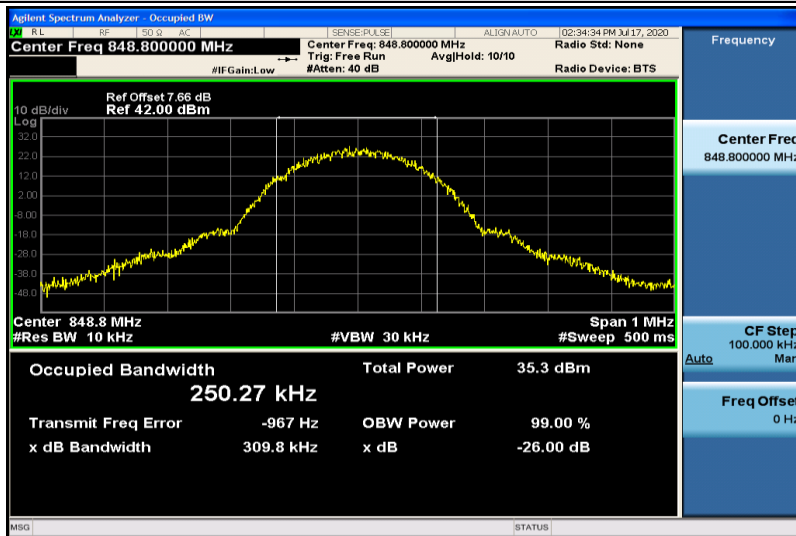 Agilent Spectrum Analyzer - Occupied BW
LXI RL RF 50 Ω AC SENSE:PULSE ALIGN AUTO 02:34:34 PM Jul 17, 2020
Center Freq 848.800000 MHz Center Freq: 848.800000 MHz Radio Std: None
Trig: Free Run Avg|Hold: 10/10
#IFGain:Low #Atten: 40 dB Radio Device: BTS
Ref Offset 7.66 dB
10 dB/div Ref 42.00 dBm
Log
32.0
22.0
12.0
2.00
-8.00
-18.0
-28.0
-38.0
-48.0
Center 848.8 MHz Span 1 MHz
#Res BW 10 kHz #VBW 30 kHz #Sweep 500 ms
Occupied Bandwidth Total Power 35.3 dBm
250.27 kHz
Transmit Freq Error -967 Hz OBW Power 99.00 %
x dB Bandwidth 309.8 kHz x dB -26.00 dB
MSG STATUS
Frequency
Center Freq
848.800000 MHz
CF Step
100.000 kHz
Auto Man
Freq Offset
0 Hz